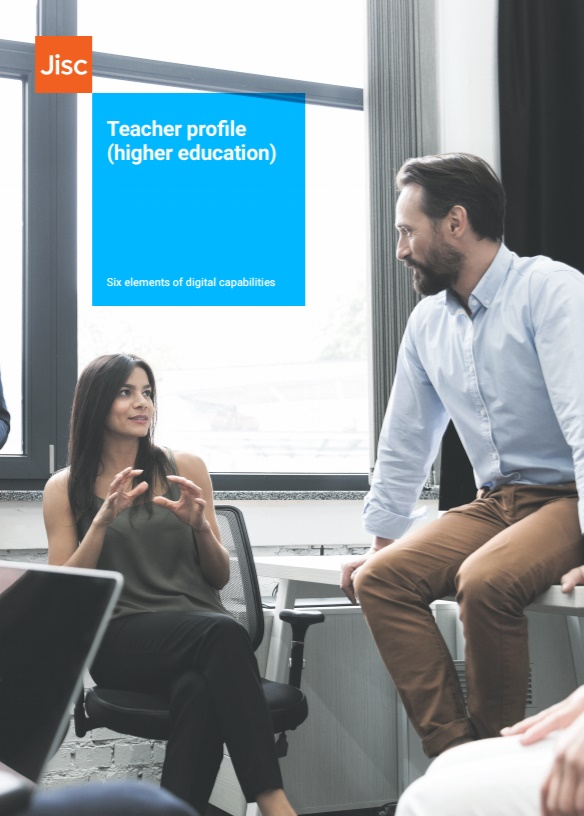 Jisc
Teacher profile
(higher education)
Six elements of digital capabilities